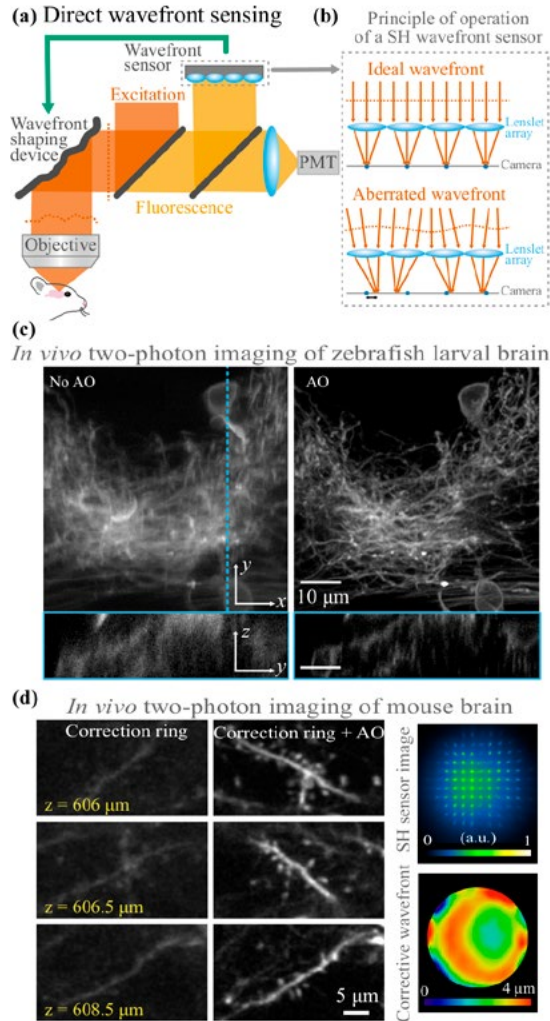 (a) Direct wavefront sensing
Wavefront
sensor
Excitation
Wavefront
shaping
device
Fluorescence
PMT
Objective
(b) Principle of operation
of a SH wavefront sensor
Ideal wavefront
Lenslet
array
Camera
Aberrated wavefront
Lenslet
array
Camera
(c)
In vivo two-photon imaging of zebrafish larval brain
No AO
AO
y
x
10 μm
z
y
(d) In vivo two-photon imaging of mouse brain
Correction ring
Correction ring + AO
z = 606 μm
z = 606.5 μm
z = 608.5 μm
5 μm
SH sensor image
0 (a.u.) 1
Corrective wavefront
0 4 μm